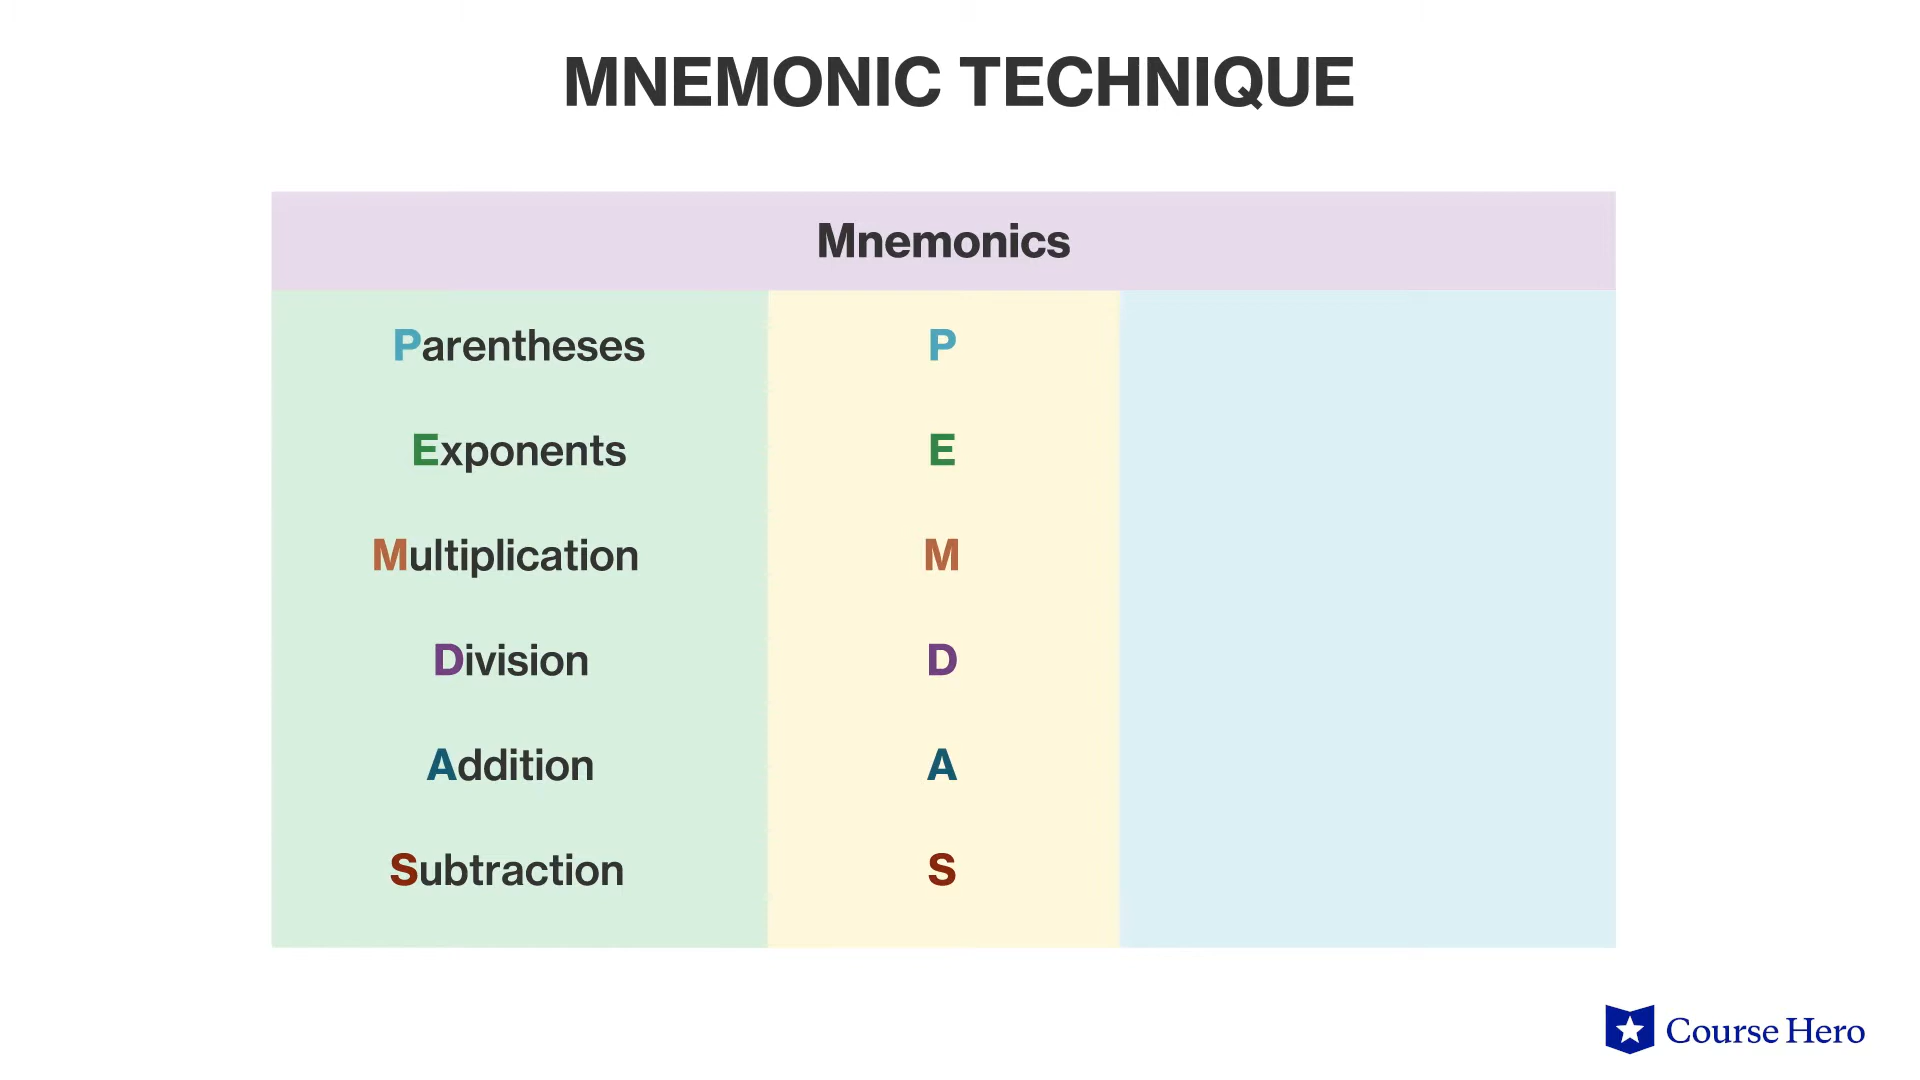 MNEMONIC TECHNIQUE
Mnemonics
Parentheses P
Exponents E
Multiplication M
Division D
Addition A
Subtraction S
Course Hero